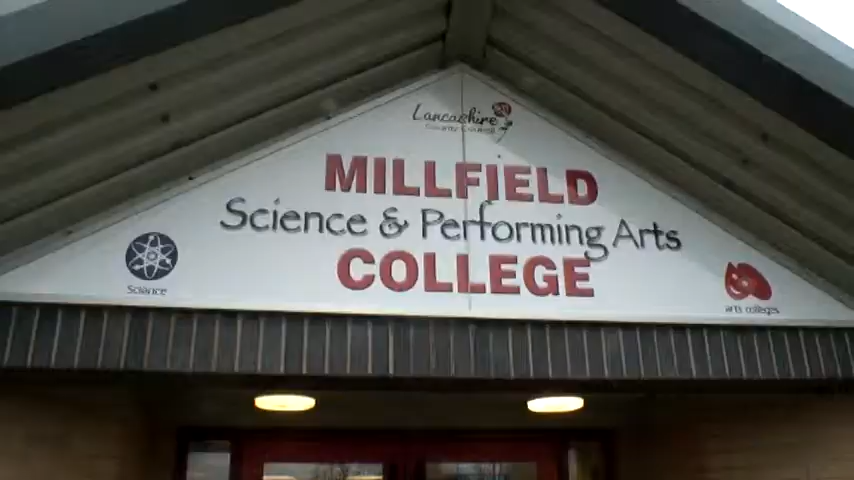 Lancashire
County Council
MILLFIELD
Science & Performing Arts
COLLEGE
Science
arts colleges